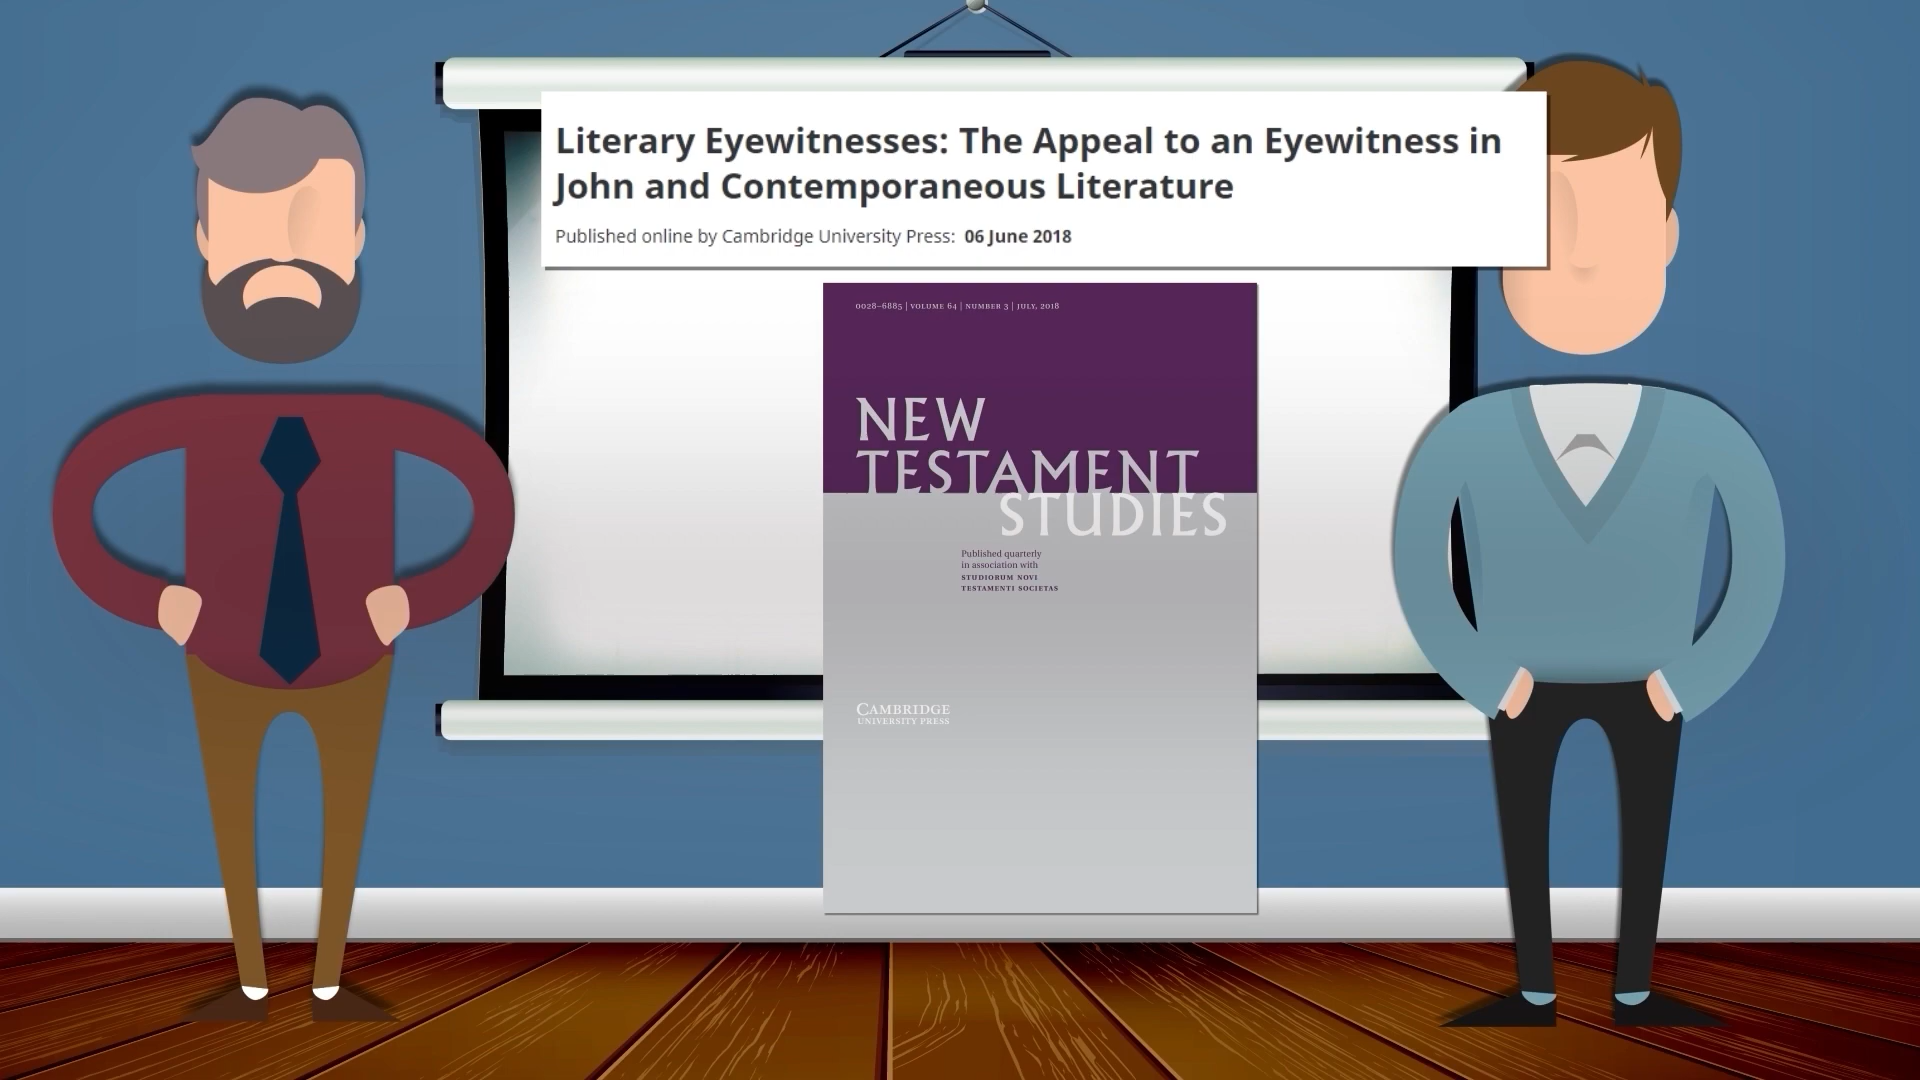 Literary Eyewitnesses: The Appeal to an Eyewitness in
John and Contemporaneous Literature
Published online by Cambridge University Press: 06 June 2018
0028–6885 | VOLUME 64 | NUMBER 3 | JULY, 2018
NEW
TESTAMENT
STUDIES
Published quarterly
in association with
STUDIORUM NOVI
TESTAMENTI SOCIETAS
CAMBRIDGE
UNIVERSITY PRESS